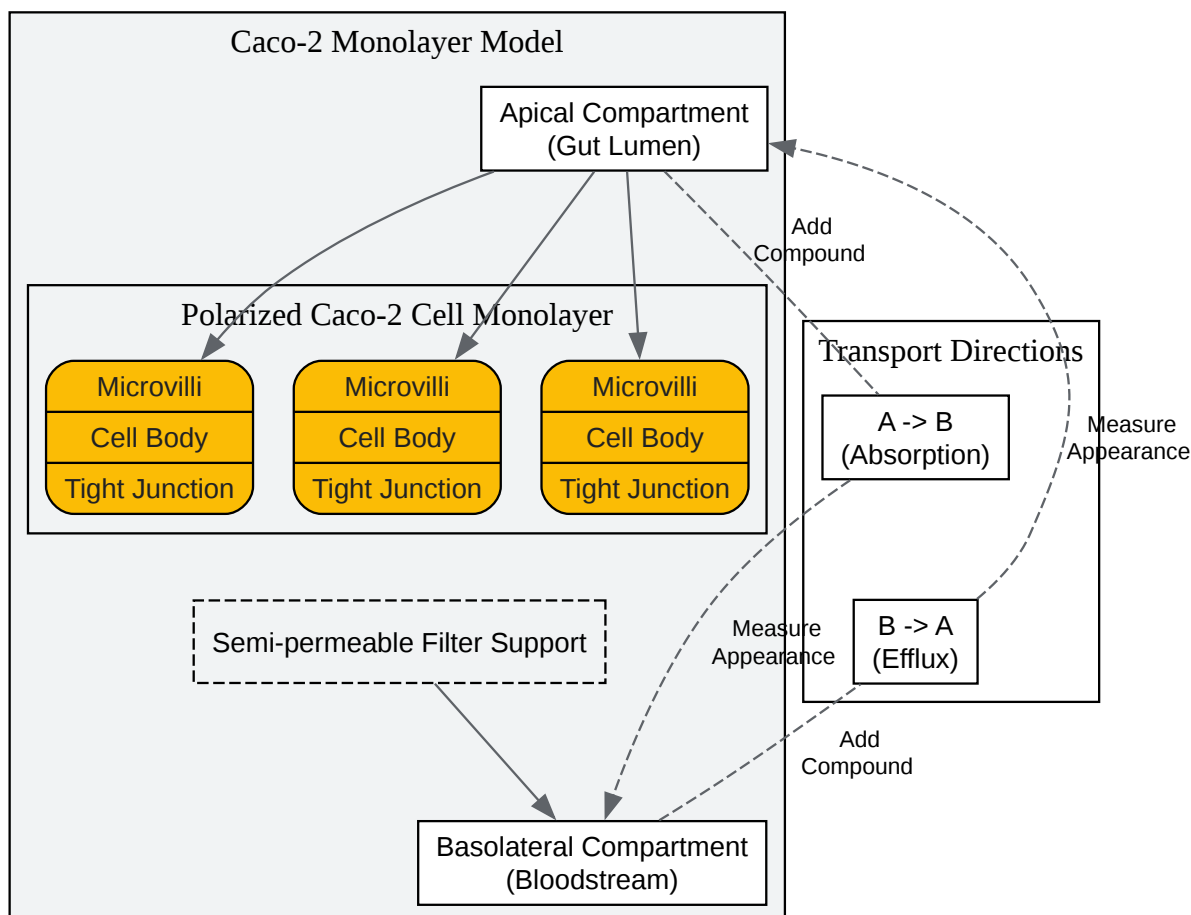 Caco-2 Monolayer Model
Apical Compartment
(Gut Lumen)
Add
Compound
Polarized Caco-2 Cell Monolayer
Microvilli
Cell Body
Tight Junction
Microvilli
Cell Body
Tight Junction
Microvilli
Cell Body
Tight Junction
Transport Directions
A -> B
(Absorption)
Measure
Appearance
Semi-permeable Filter Support
Measure
Appearance
B -> A
(Efflux)
Add
Compound
Basolateral Compartment
(Bloodstream)